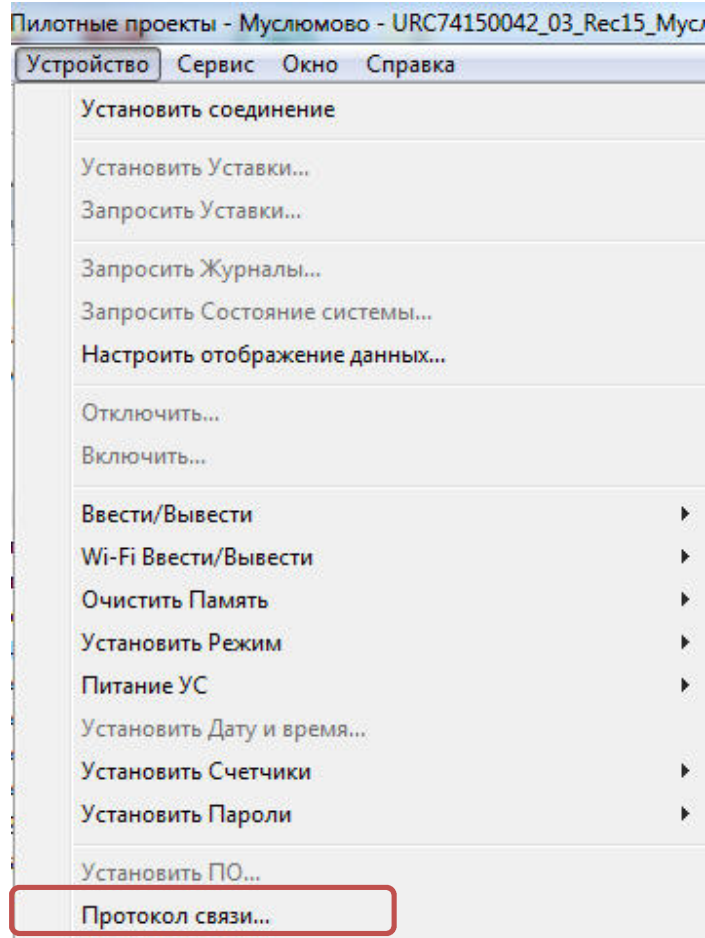 Пилотные проекты - Муслюмово - URC74150042_03_Rec15_Мусл
Устройство Сервис Окно Справка
Установить соединение
Установить Уставки...
Запросить Уставки...
Запросить Журналы...
Запросить Состояние системы...
Настроить отображение данных...
Отключить...
Включить...
Ввести/Вывести
Wi-Fi Ввести/Вывести
Очистить Память
Установить Режим
Питание УС
Установить Дату и время...
Установить Счетчики
Установить Пароли
Установить ПО...
Протокол связи...